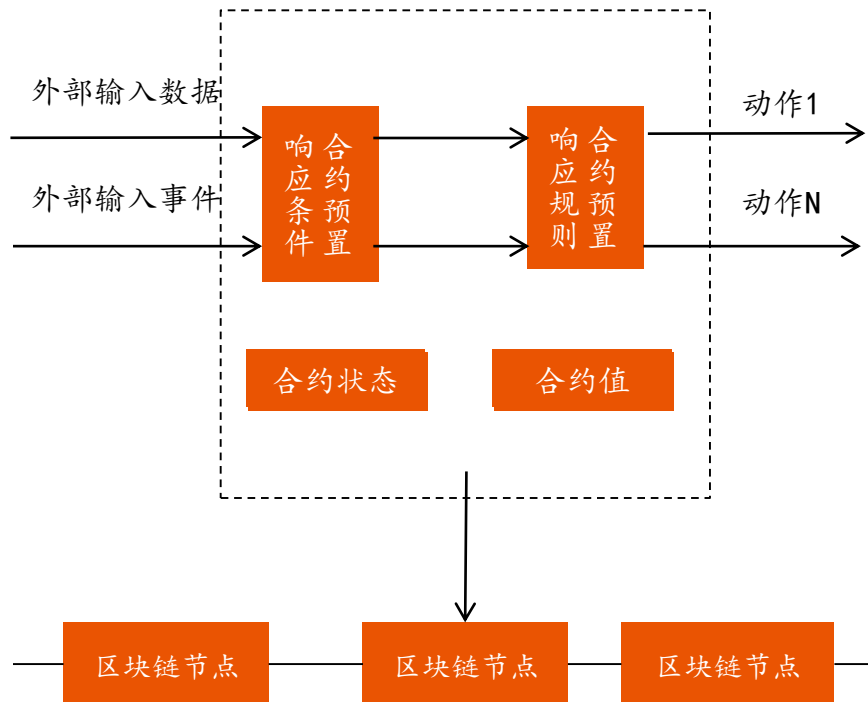 外部输入数据
外部输入事件
合约预置
响应条件
合约预置
响应规则
动作1
动作N
合约状态
合约值
区块链节点
区块链节点
区块链节点